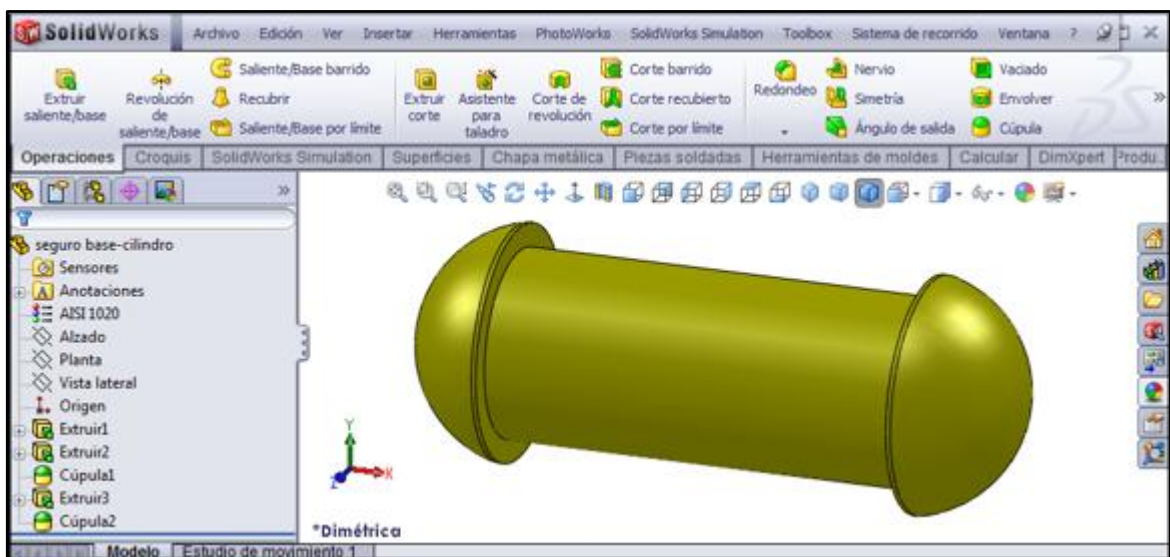 SolidWorks Archivo Edición Ver Insertar Herramientas PhotoWorks SolidWorks Simulation Toolbox Sistema de recorrido Ventana ?
Extruir saliente/base
Revolución de saliente/base
Saliente/Base barrido
Recubrir
Saliente/Base por límite
Extruir corte
Asistente para taladro
Corte de revolución
Corte barrido
Corte recubierto
Corte por límite
Redondeo
Nervio
Simetría
Ángulo de salida
Vaciado
Envolver
Cúpula
Operaciones Croquis SolidWorks Simulation Superficies Chapa metálica Piezas soldadas Herramientas de moldes Calcular DimXpert Produ...
seguro base-cilindro
Sensores
Anotaciones
AISI 1020
Alzado
Planta
Vista lateral
Origen
Extruir1
Extruir2
Cúpula1
Extruir3
Cúpula2
Y
X
Z
*Dimétrica
Modelo Estudio de movimiento 1